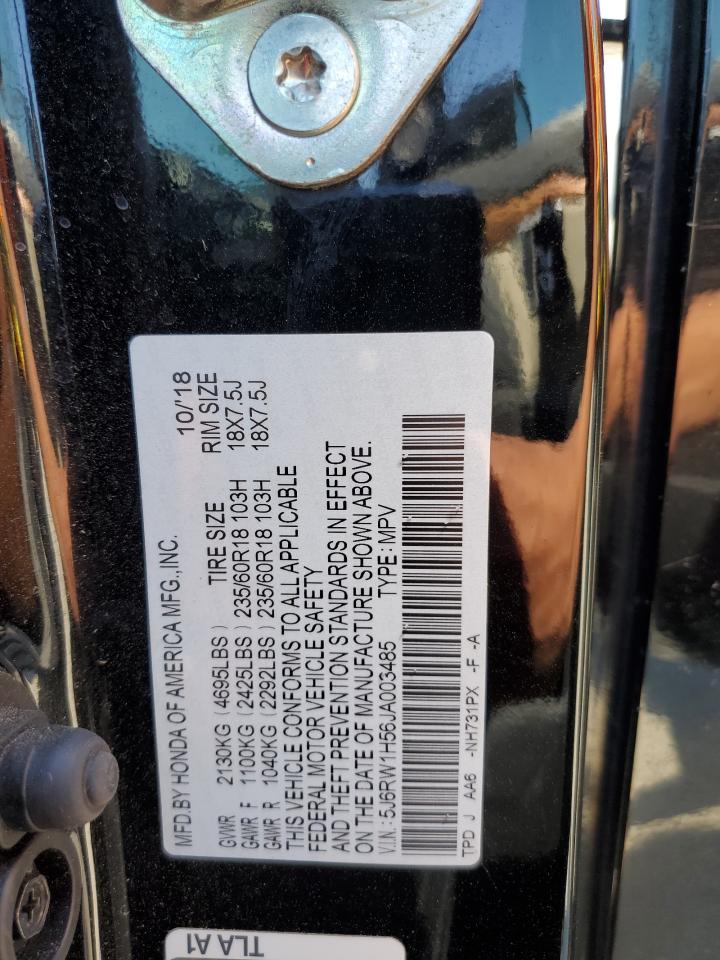 MFD.BY HONDA OF AMERICA MFG.,INC. 10/'18
TIRE SIZE RIM SIZE
GVWR 2130KG (4695LBS)
GAWR F 1100KG (2425LBS) 235/60R18 103H 18X7.5J
GAWR R 1040KG (2292LBS) 235/60R18 103H 18X7.5J
THIS VEHICLE CONFORMS TO ALL APPLICABLE
FEDERAL MOTOR VEHICLE SAFETY
AND THEFT PREVENTION STANDARDS IN EFFECT
ON THE DATE OF MANUFACTURE SHOWN ABOVE.
V.I.N.: 5J6RW1H56JA003485 TYPE: MPV
TPD J AA6 -NH731PX -F -A
TLA A1